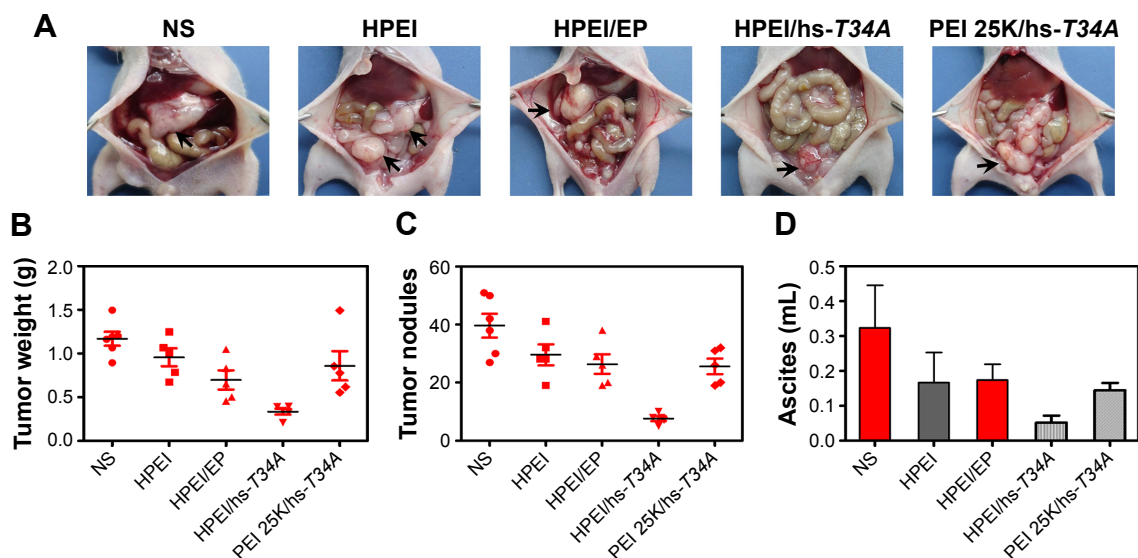 A
NS
HPEI
HPEI/EP
HPEI/hs-T34A
PEI 25K/hs-T34A
B
Tumor weight (g)
2.0
1.5
1.0
0.5
0.0
NS
HPEI
HPEI/EP
HPEI/hs-T34A
PEI 25K/hs-T34A
C
Tumor nodules
60
40
20
0
NS
HPEI
HPEI/EP
HPEI/hs-T34A
PEI 25K/hs-T34A
D
Ascites (mL)
0.5
0.4
0.3
0.2
0.1
0.0
NS
HPEI
HPEI/EP
HPEI/hs-T34A
PEI 25K/hs-T34A